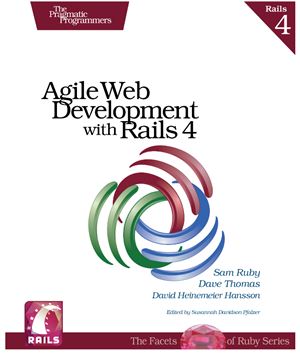 The
Pragmatic
Programmers
Rails
4
Agile Web
Development
with Rails 4
Sam Ruby
Dave Thomas
David Heinemeier Hansson
Edited by Susannah Davidson Pfalzer
RAILS
The Facets of Ruby Series